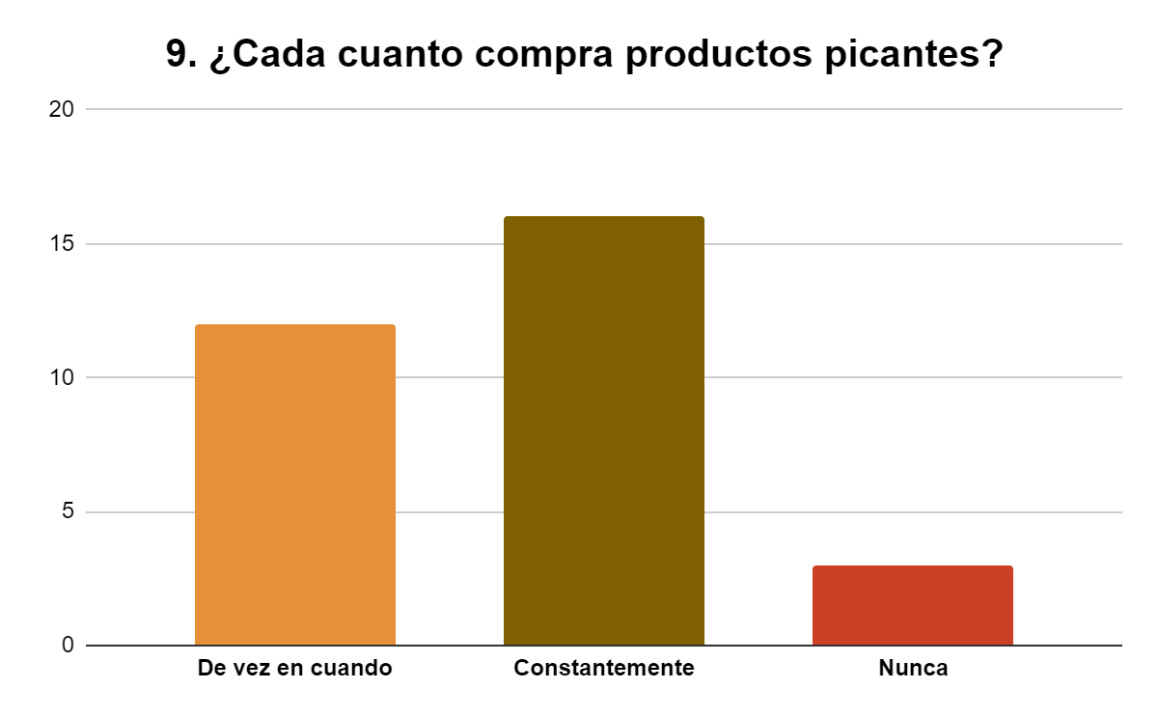 9. ¿Cada cuanto compra productos picantes?
20
15
10
5
0
De vez en cuando
Constantemente
Nunca